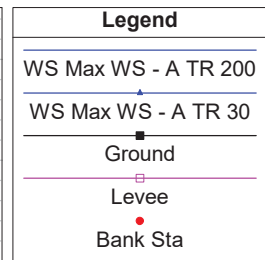 Legend
WS Max WS - A TR 200
WS Max WS - A TR 30
Ground
Levee
Bank Sta